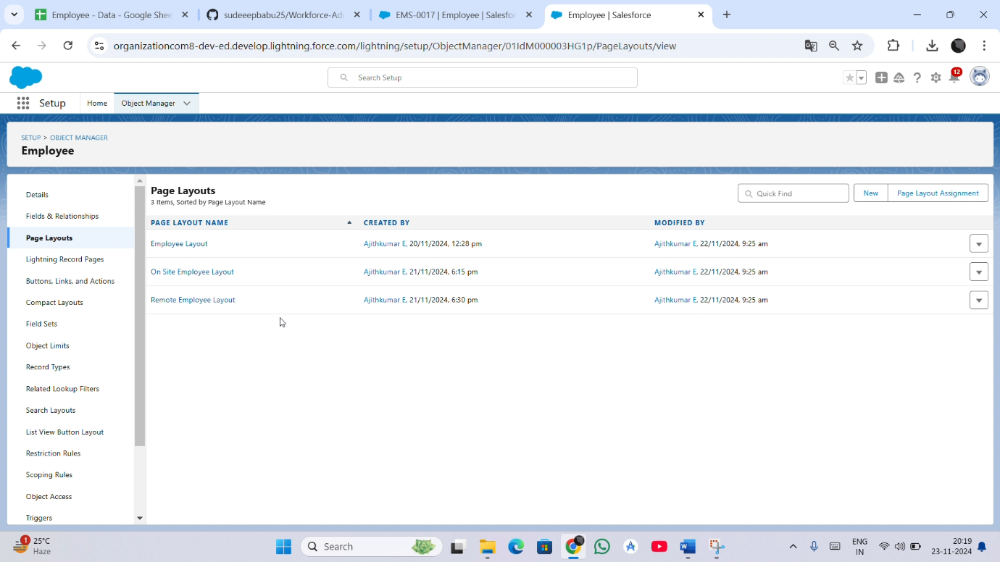 Employee - Data - Google Shee
sudeeepbabu25/Workforce-Ad
EMS-0017 | Employee | Salesfor
Employee | Salesforce
organizationcom8-dev-ed.develop.lightning.force.com/lightning/setup/ObjectManager/01IdM000003HG1p/PageLayouts/view
Search Setup
12
Setup
Home
Object Manager
SETUP > OBJECT MANAGER
Employee
Details
Fields & Relationships
Page Layouts
Lightning Record Pages
Buttons, Links, and Actions
Compact Layouts
Field Sets
Object Limits
Record Types
Related Lookup Filters
Search Layouts
List View Button Layout
Restriction Rules
Scoping Rules
Object Access
Triggers
Page Layouts
3 Items, Sorted by Page Layout Name
Quick Find
New
Page Layout Assignment
PAGE LAYOUT NAME CREATED BY MODIFIED BY
Employee Layout Ajithkumar E, 20/11/2024, 12:28 pm Ajithkumar E, 22/11/2024, 9:25 am
On Site Employee Layout Ajithkumar E, 21/11/2024, 6:15 pm Ajithkumar E, 22/11/2024, 9:25 am
Remote Employee Layout Ajithkumar E, 21/11/2024, 6:30 pm Ajithkumar E, 22/11/2024, 9:25 am
1
25°C
Haze
Search
ENG
IN
20:19
23-11-2024